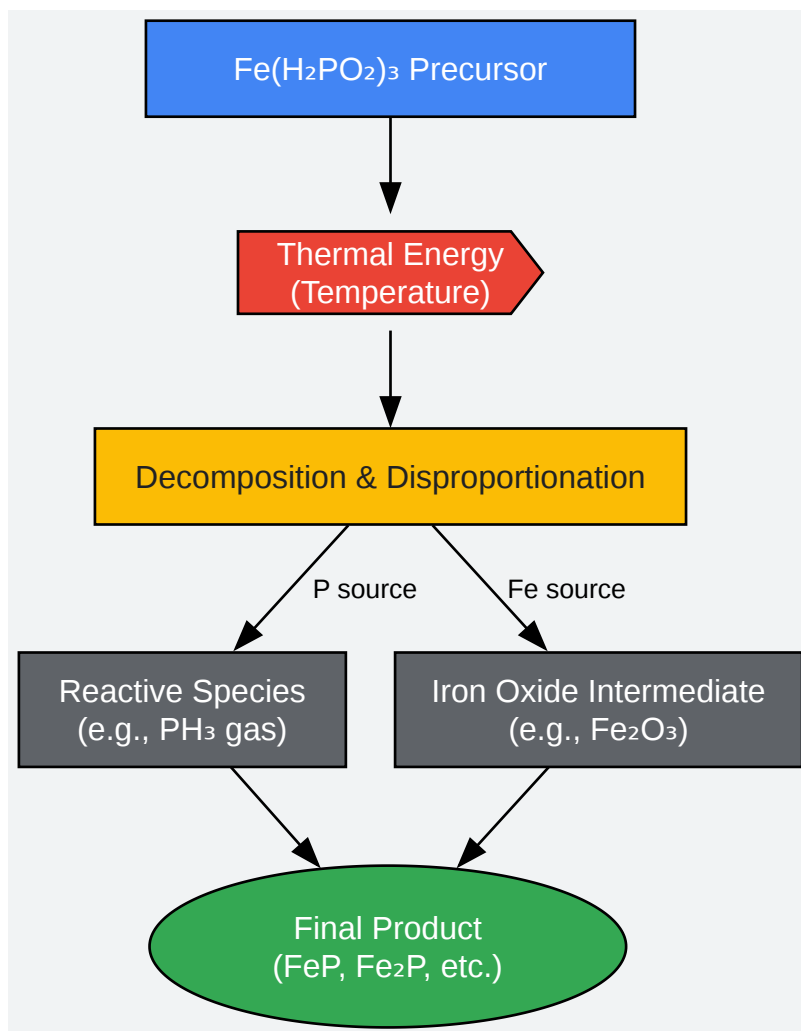 Fe(H₂PO₂)₃ Precursor
Thermal Energy
(Temperature)
Decomposition & Disproportionation
P source
Fe source
Reactive Species
(e.g., PH₃ gas)
Iron Oxide Intermediate
(e.g., Fe₂O₃)
Final Product
(FeP, Fe₂P, etc.)